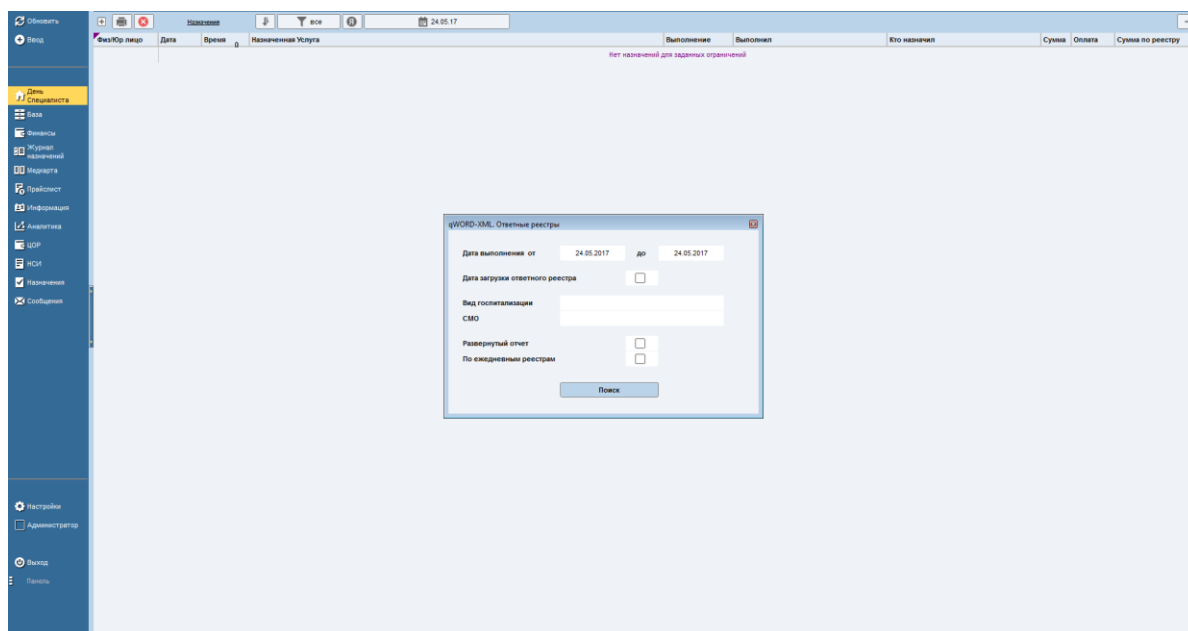 Обновить
Ввод
День
Специалиста
База
Финансы
Журнал
назначений
Медкарта
Прайслист
Информация
Аналитика
ЦОР
НСИ
Назначения
Сообщения
Настройки
Администратор
Выход
Панель
Назначения все 24.05.17
Физ/Юр лицо Дата Время 0 Назначенная Услуга Выполнение Выполнил Кто назначил Сумма Оплата Сумма по реестру
Нет назначений для заданных ограничений
qWORD-XML. Ответные реестры
Дата выполнения от 24.05.2017 до 24.05.2017
Дата загрузки ответного реестра
Вид госпитализации
СМО
Развернутый отчет
По ежедневным реестрам
Поиск